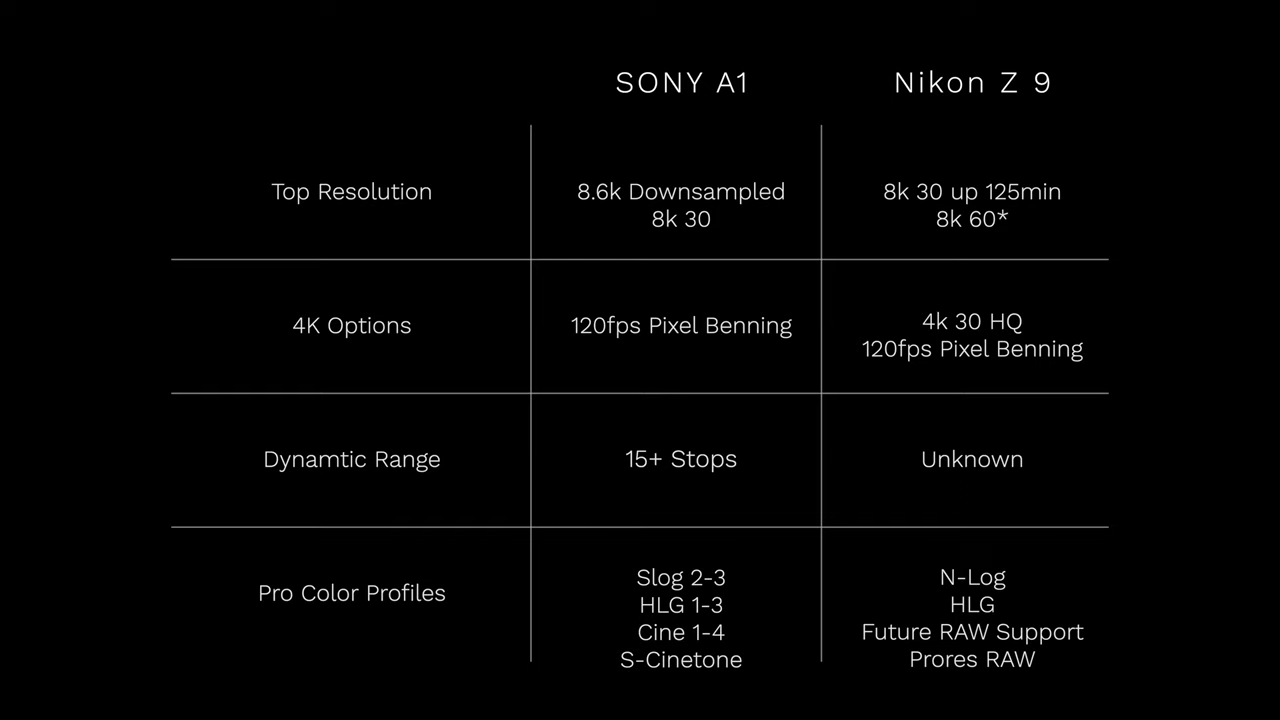 SONY A1
Nikon Z 9
Top Resolution
8.6k Downsampled
8k 30
8k 30 up 125min
8k 60*
4K Options
120fps Pixel Benning
4k 30 HQ
120fps Pixel Benning
Dynamtic Range
15+ Stops
Unknown
Pro Color Profiles
Slog 2-3
HLG 1-3
Cine 1-4
S-Cinetone
N-Log
HLG
Future RAW Support
Prores RAW